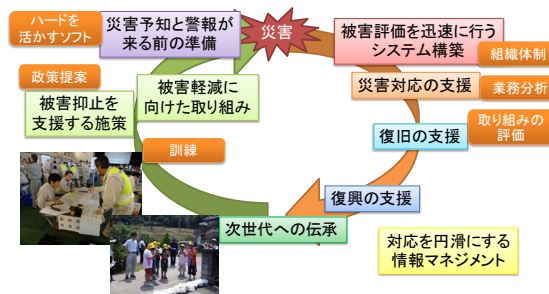 ハードを
活かすソフト
災害予知と警報が
来る前の準備
災害
被害評価を迅速に行う
システム構築
組織体制
災害対応の支援
業務分析
政策提案
被害抑止を
支援する施策
被害軽減に
向けた取り組み
取り組みの
評価
復旧の支援
訓練
復興の支援
次世代への伝承
対応を円滑にする
情報マネジメント